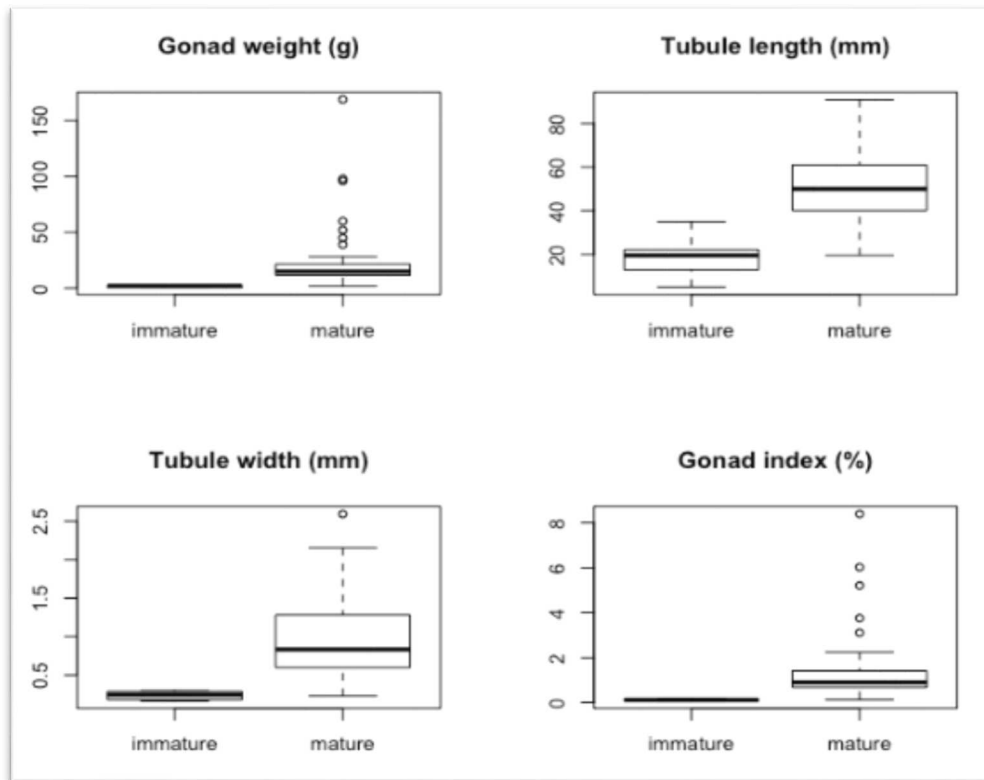 Gonad weight (g)
150
100
50
0
immature mature
Tubule length (mm)
80
60
40
20
immature mature
Tubule width (mm)
2.5
1.5
0.5
immature mature
Gonad index (%)
8
6
4
2
0
immature mature